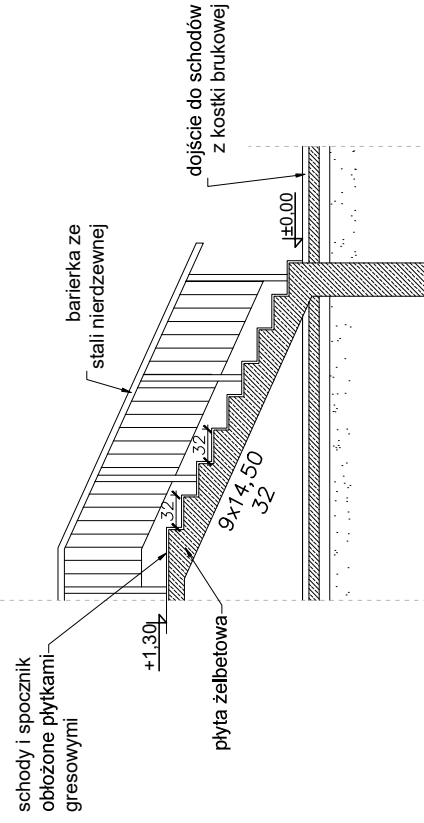 schody i spocznik
obłożone płytkami
gresowymi
barierka ze
stali nierdzewnej
dojście do schodów
z kostki brukowej
+1,30
32
32
9x14,50
32
±0,00
płyta żelbetowa